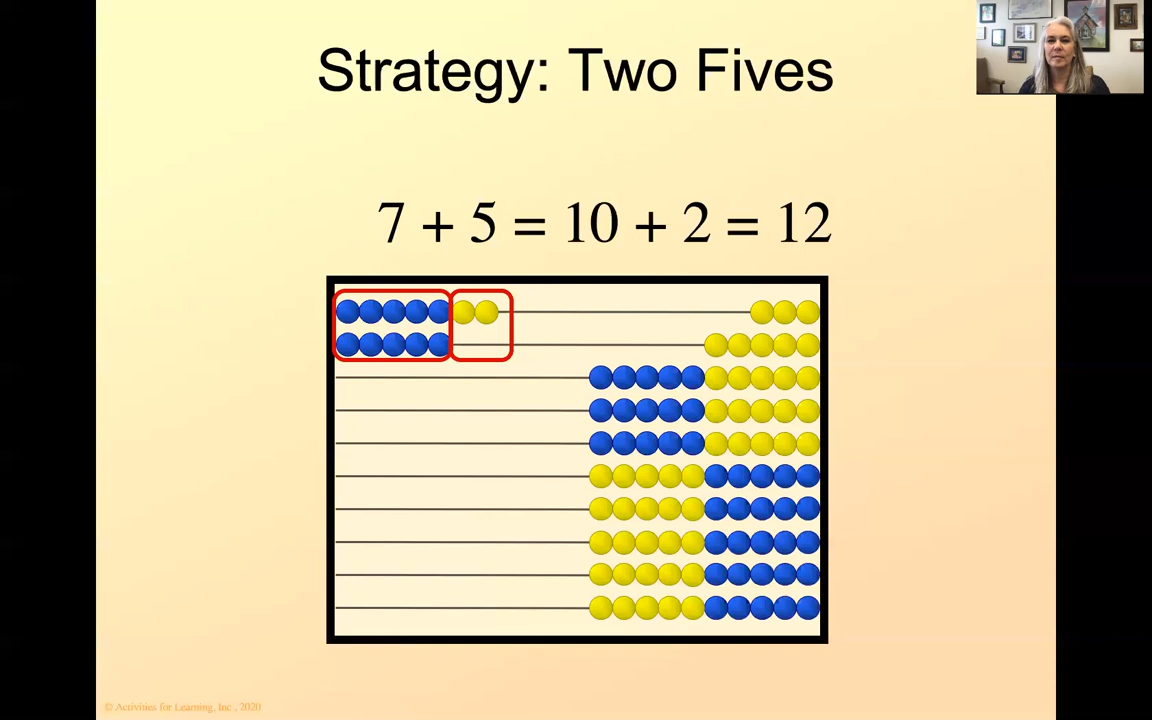 Strategy: Two Fives
7 + 5 = 10 + 2 = 12
© Activities for Learning, Inc., 2020